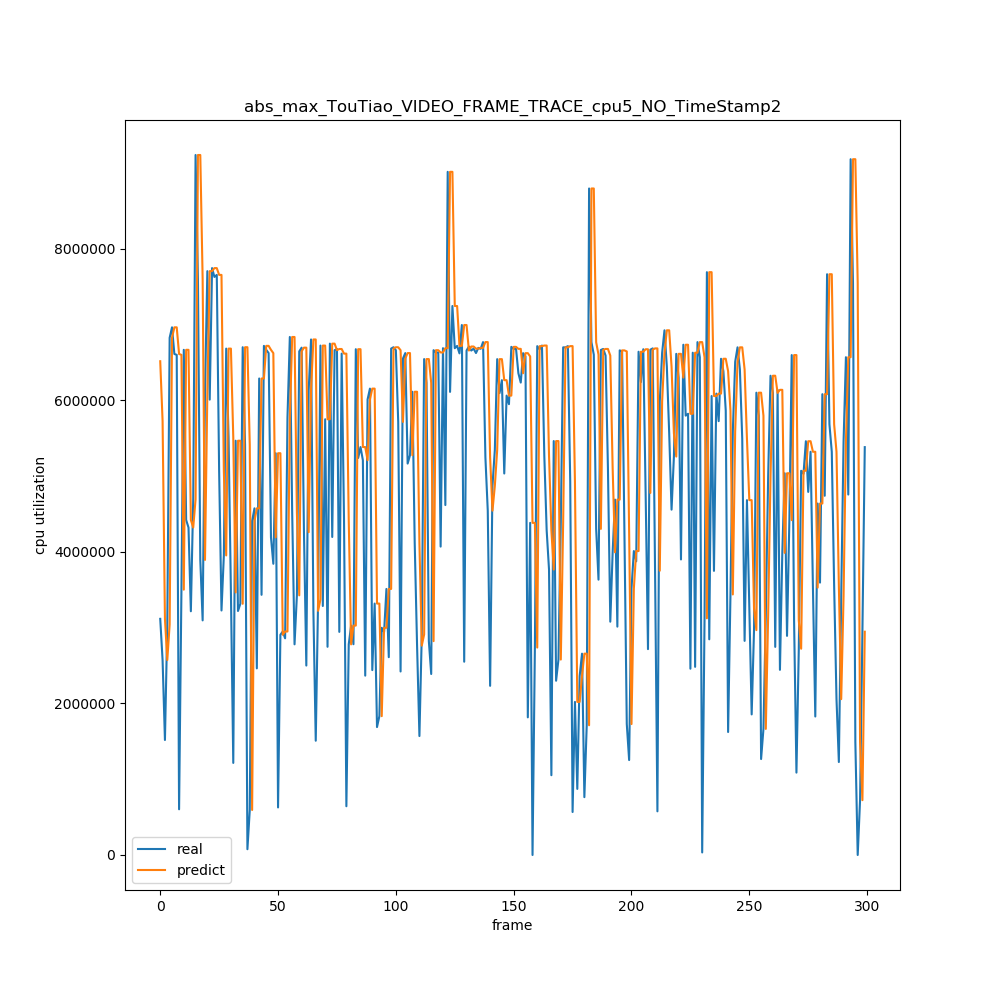 abs_max_TouTiao_VIDEO_FRAME_TRACE_cpu5_NO_TimeStamp2
8000000
6000000
4000000
2000000
0
cpu utilization
real
predict
0 50 100 150 200 250 300
frame